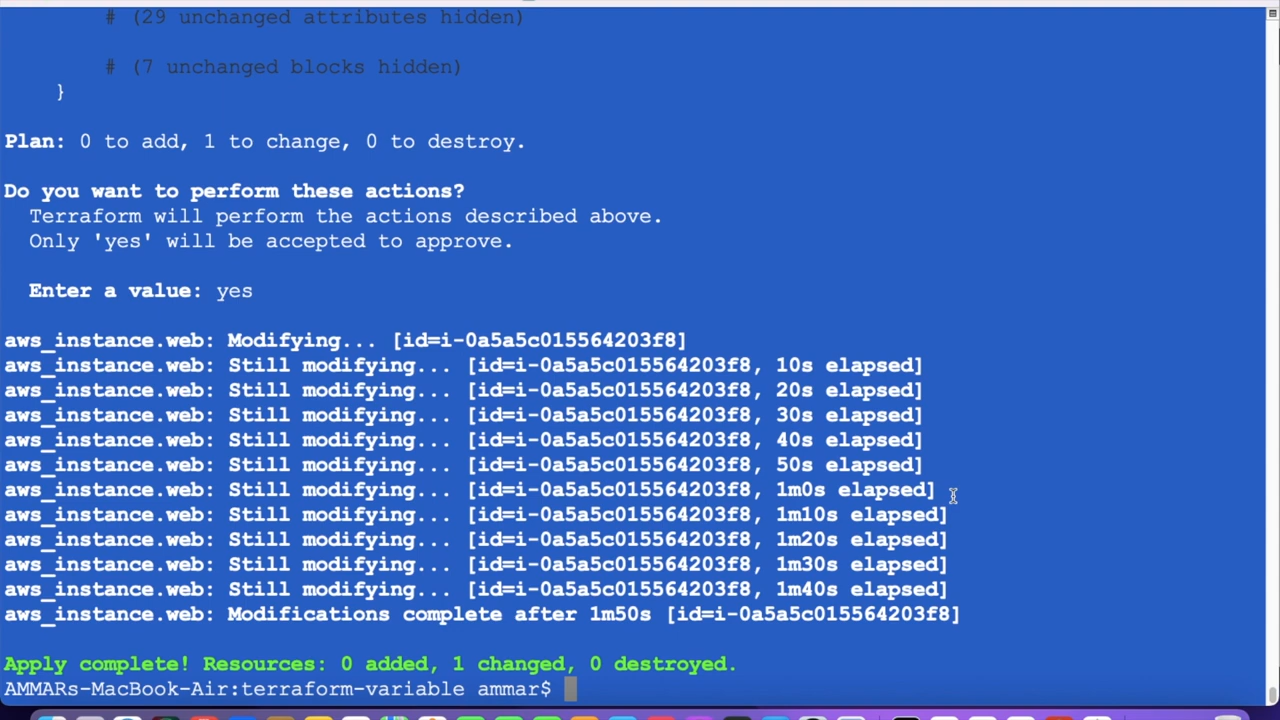 # (29 unchanged attributes hidden)
# (7 unchanged blocks hidden)
}
Plan: 0 to add, 1 to change, 0 to destroy.
Do you want to perform these actions?
Terraform will perform the actions described above.
Only 'yes' will be accepted to approve.
Enter a value: yes
aws_instance.web: Modifying... [id=i-0a5a5c015564203f8]
aws_instance.web: Still modifying... [id=i-0a5a5c015564203f8, 10s elapsed]
aws_instance.web: Still modifying... [id=i-0a5a5c015564203f8, 20s elapsed]
aws_instance.web: Still modifying... [id=i-0a5a5c015564203f8, 30s elapsed]
aws_instance.web: Still modifying... [id=i-0a5a5c015564203f8, 40s elapsed]
aws_instance.web: Still modifying... [id=i-0a5a5c015564203f8, 50s elapsed]
aws_instance.web: Still modifying... [id=i-0a5a5c015564203f8, 1m0s elapsed]
aws_instance.web: Still modifying... [id=i-0a5a5c015564203f8, 1m10s elapsed]
aws_instance.web: Still modifying... [id=i-0a5a5c015564203f8, 1m20s elapsed]
aws_instance.web: Still modifying... [id=i-0a5a5c015564203f8, 1m30s elapsed]
aws_instance.web: Still modifying... [id=i-0a5a5c015564203f8, 1m40s elapsed]
aws_instance.web: Modifications complete after 1m50s [id=i-0a5a5c015564203f8]
Apply complete! Resources: 0 added, 1 changed, 0 destroyed.
AMMARs-MacBook-Air:terraform-variable ammar$